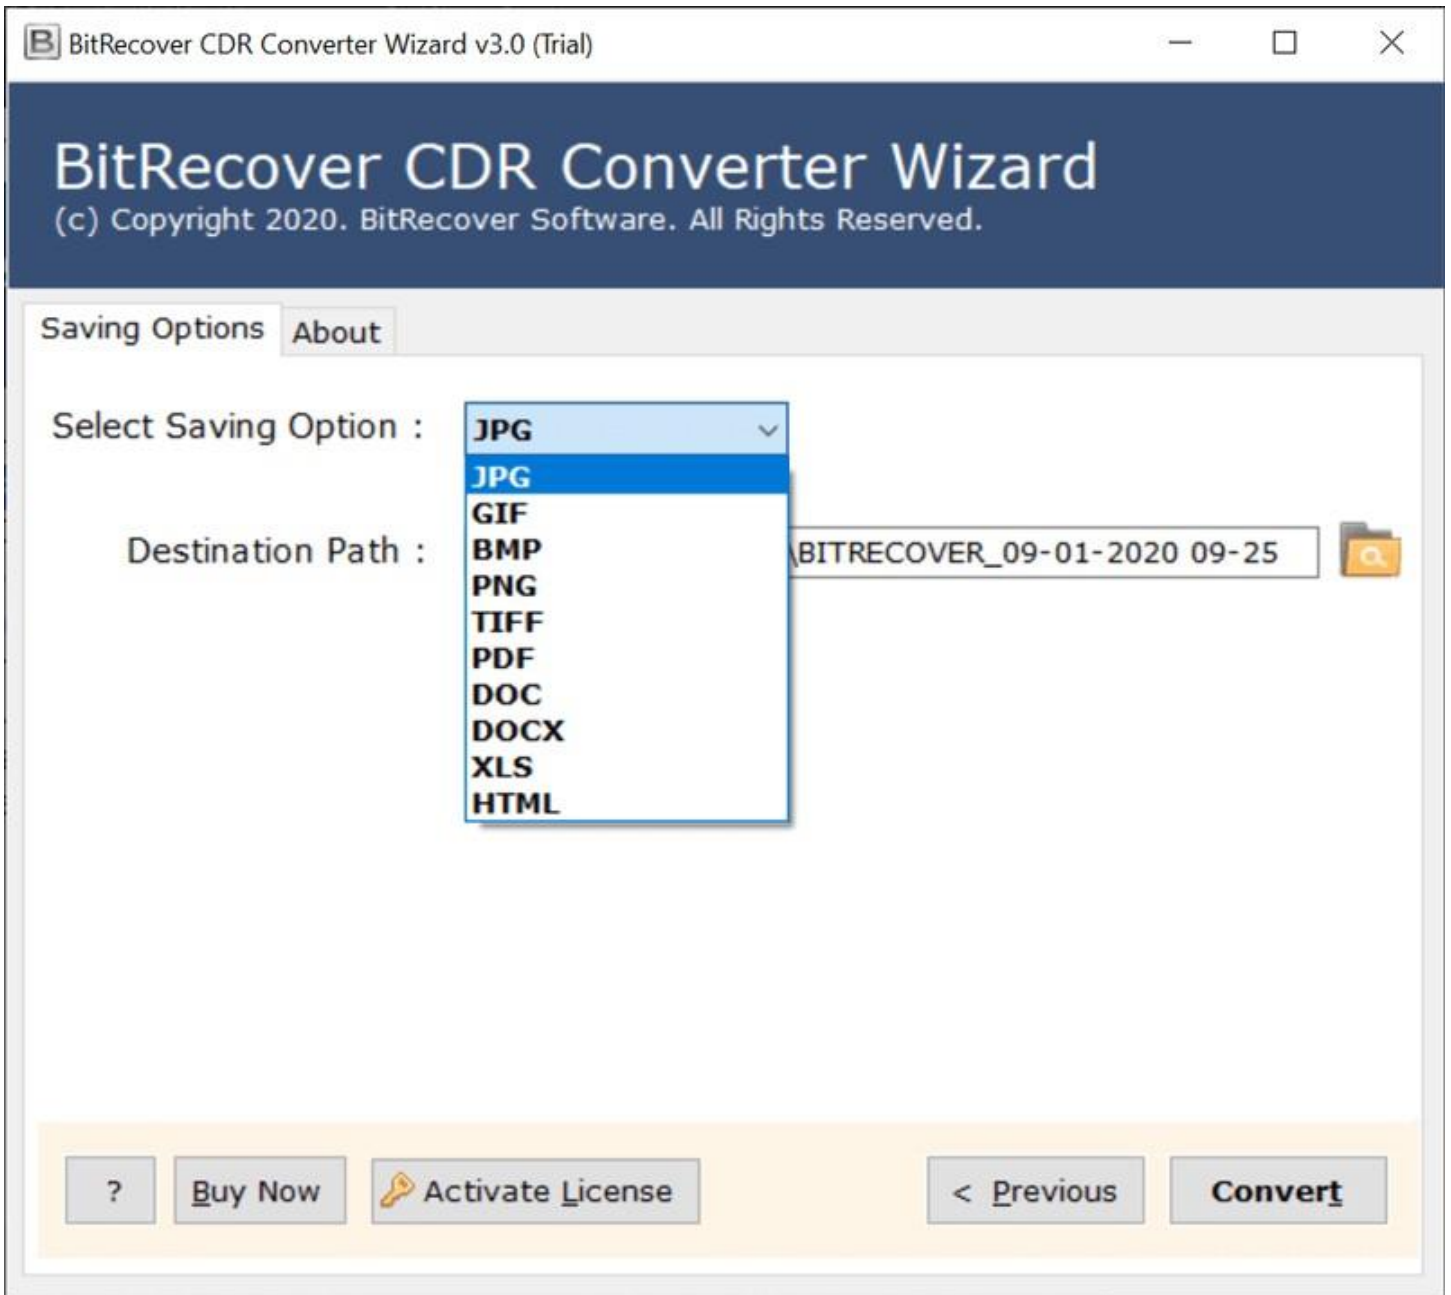 B BitRecover CDR Converter Wizard v3.0 (Trial)
BitRecover CDR Converter Wizard
(c) Copyright 2020. BitRecover Software. All Rights Reserved.
Saving Options About
Select Saving Option : JPG
JPG
GIF
Destination Path : \BITRECOVER_09-01-2020 09-25
BMP
PNG
TIFF
PDF
DOC
DOCX
XLS
HTML
? Buy Now Activate License < Previous Convert